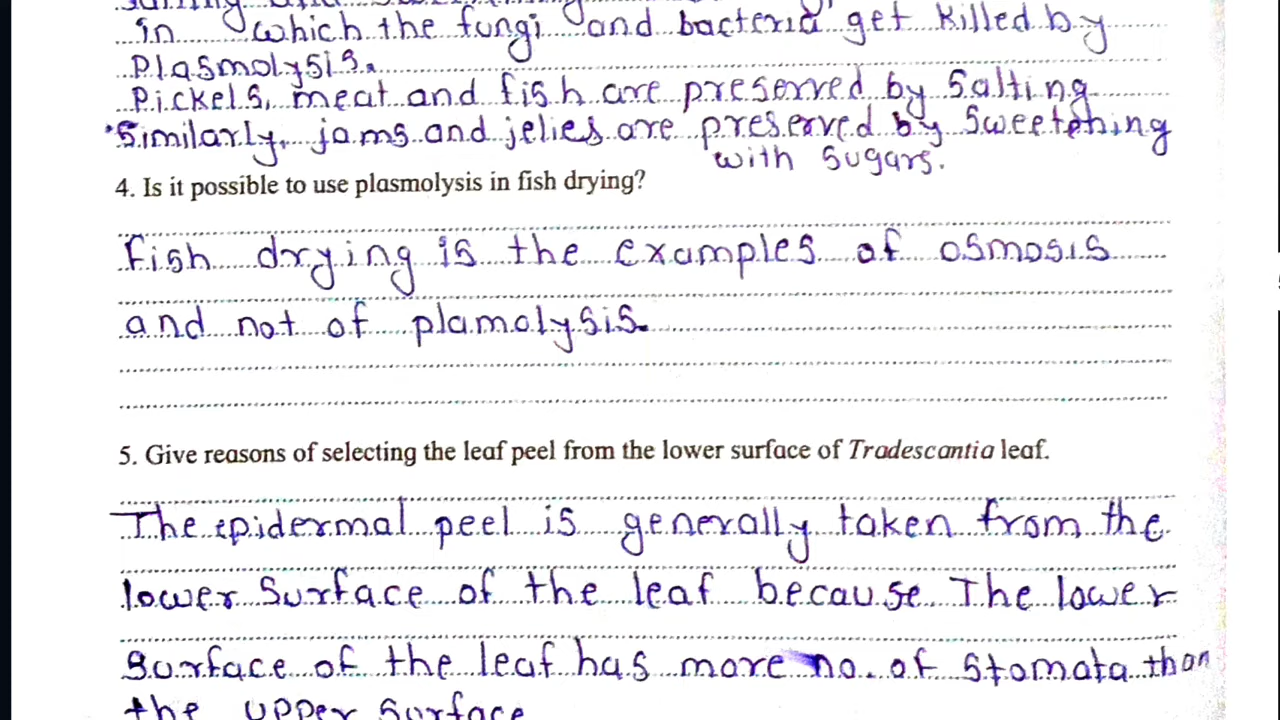 in which the fungi and bacteria get killed by
Plasmolysis.
Pickels, meat and fish are preserved by Salting
Similarly, jams and jelies are preserved by Sweetening
with sugars.
4. Is it possible to use plasmolysis in fish drying?
Fish drying is the examples of osmosis
and not of plamolysis.
5. Give reasons of selecting the leaf peel from the lower surface of Tradescantia leaf.
The epidermal peel is generally taken from the
lower Surface of the leaf because The lower
Surface of the leaf has more no. of Stomata than
the upper surface